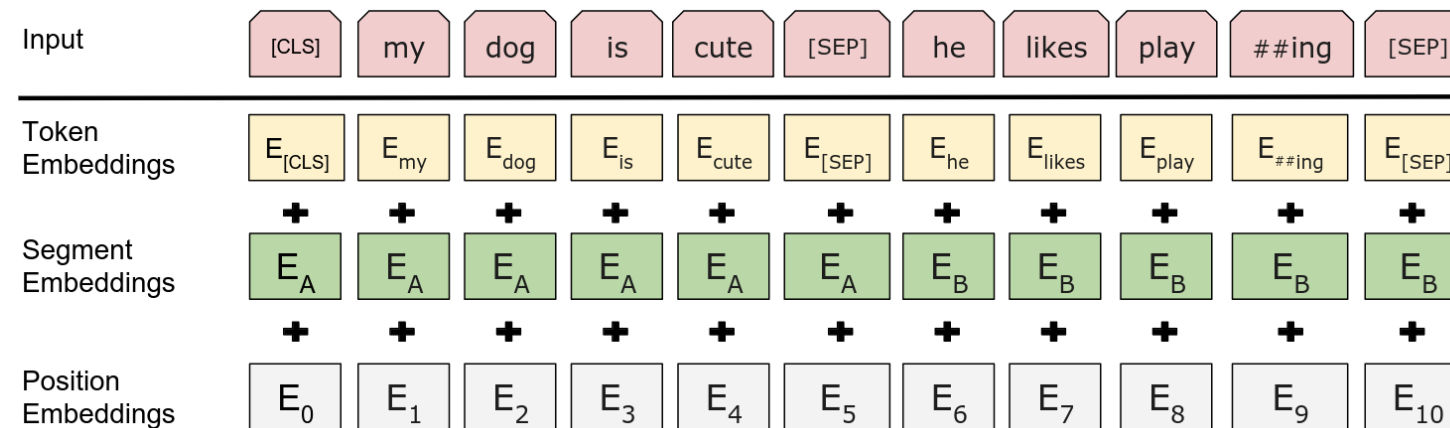 Input [CLS] my dog is cute [SEP] he likes play ##ing [SEP]
Token Embeddings E[CLS] Emy Edog Eis Ecute E[SEP] Ehe Elikes Eplay E##ing E[SEP]
+ + + + + + + + + + +
Segment Embeddings EA EA EA EA EA EA EB EB EB EB EB
+ + + + + + + + + + +
Position Embeddings E0 E1 E2 E3 E4 E5 E6 E7 E8 E9 E10